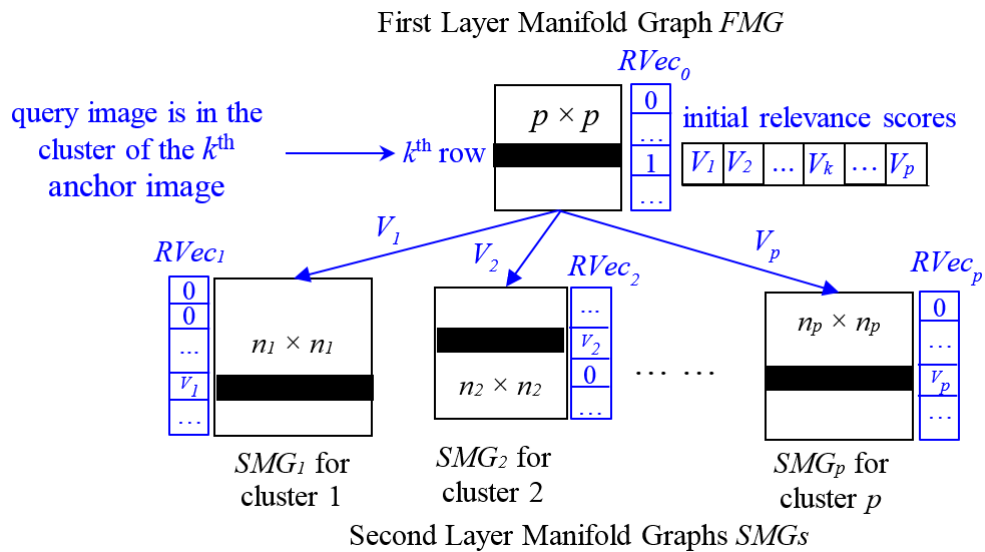 First Layer Manifold Graph FMG
RVec₀
query image is in the
cluster of the kᵗʰ
anchor image
kᵗʰ row
p × p
0
...
1
...
initial relevance scores
V₁ V₂ ... Vₖ ... Vₚ
V₁
V₂
Vₚ
RVec₁
0
0
...
V₁
...
n₁ × n₁
RVec₂
...
V₂
0
...
n₂ × n₂
... ...
RVecₚ
0
...
Vₚ
...
nₚ × nₚ
SMG₁ for
cluster 1
SMG₂ for
cluster 2
SMGₚ for
cluster p
Second Layer Manifold Graphs SMGs